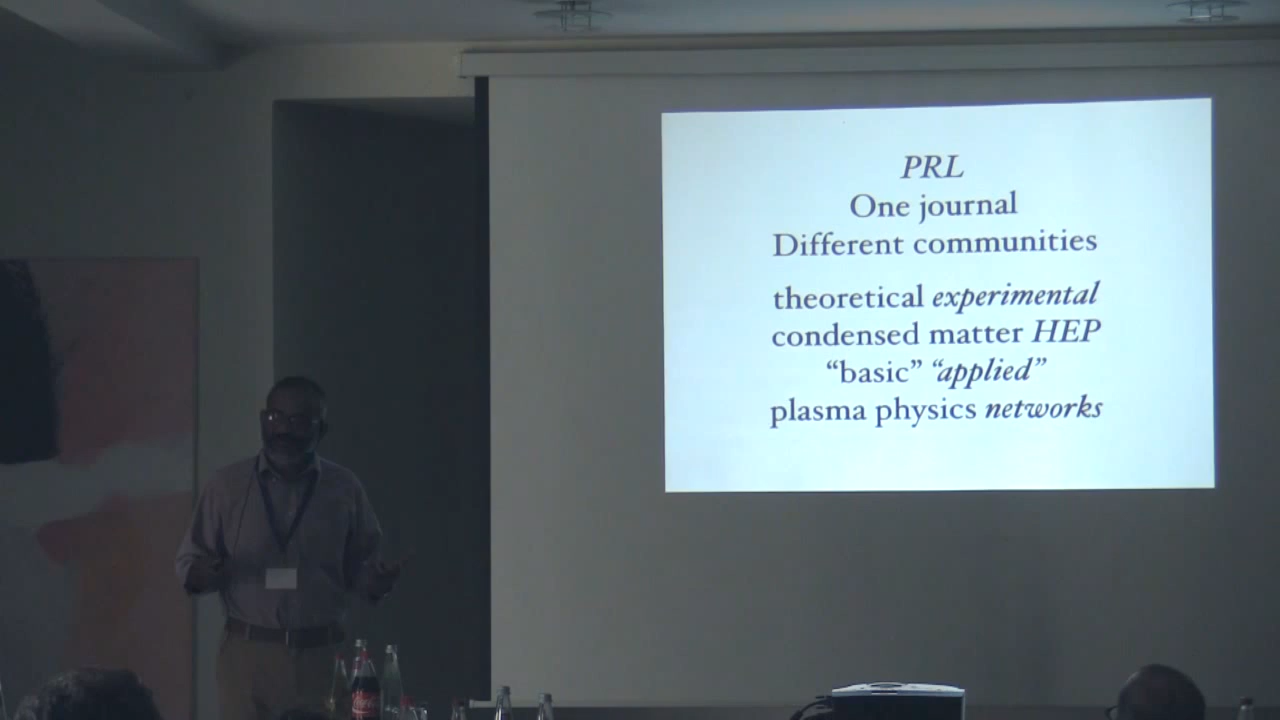 PRL
One journal
Different communities
theoretical experimental
condensed matter HEP
“basic” “applied”
plasma physics networks